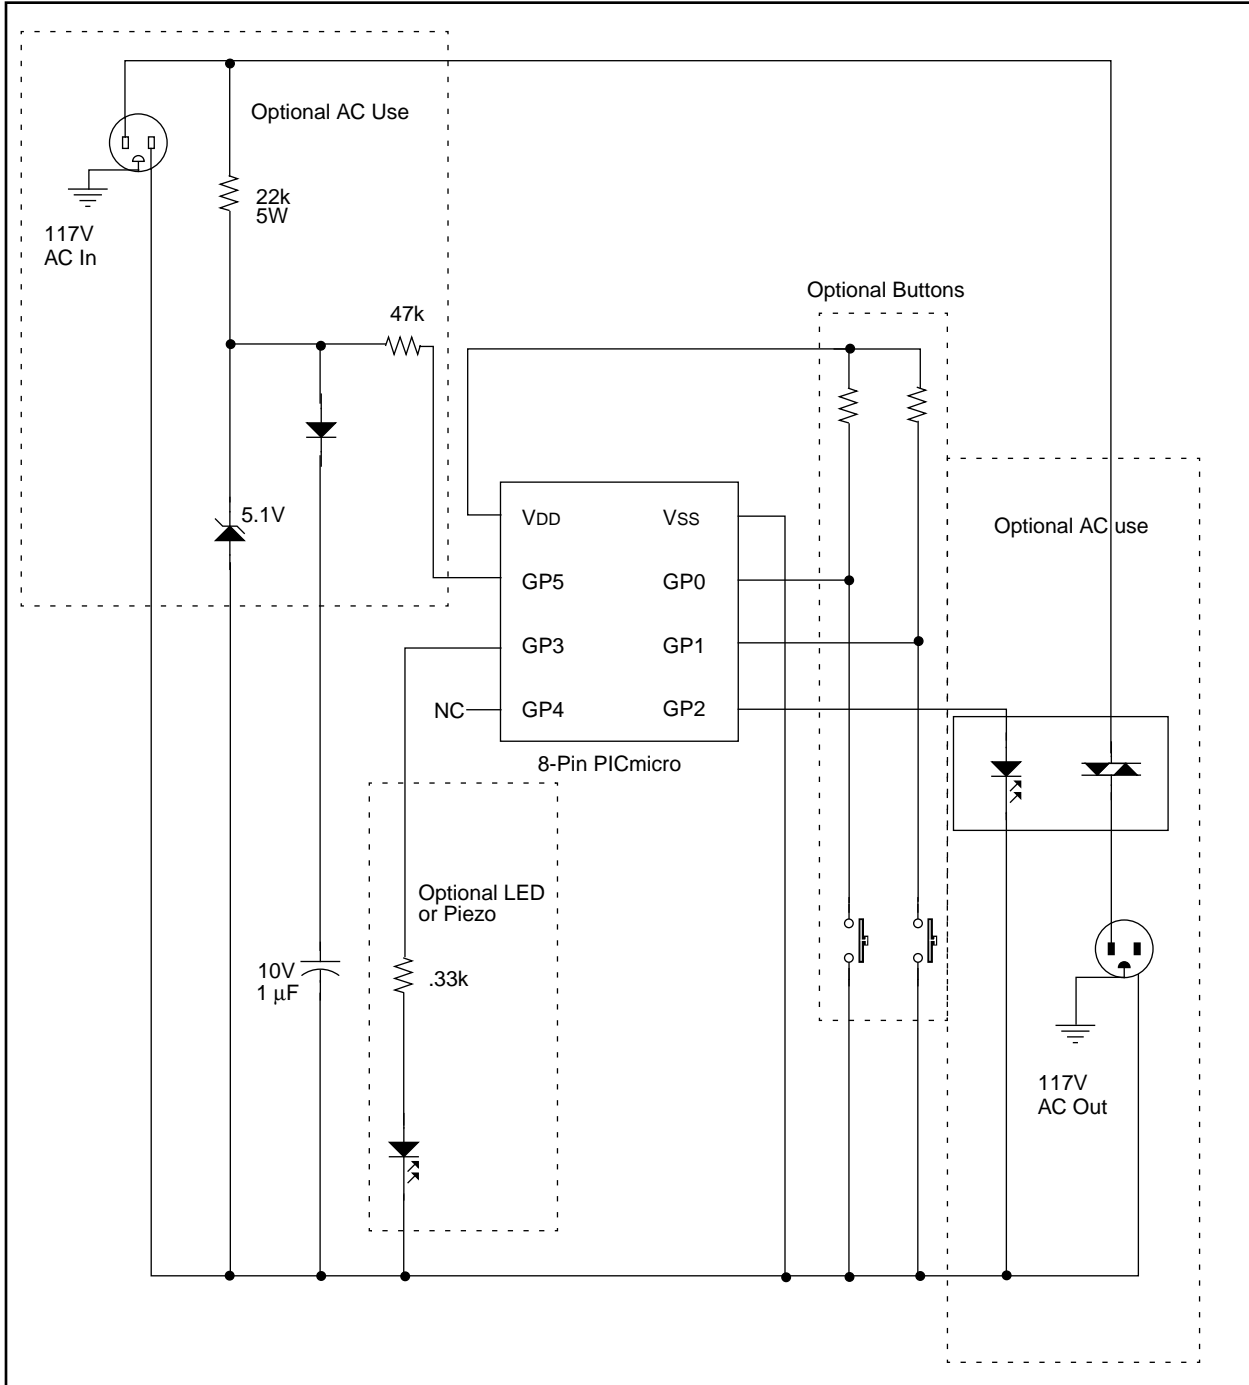 Optional AC Use
22k
5W
117V
AC In
Optional Buttons
47k
5.1V
VDD
VSS
Optional AC use
GP5
GP0
GP3
GP1
NC
GP4
GP2
8-Pin PICmicro
Optional LED
or Piezo
10V
1 μF
.33k
117V
AC Out